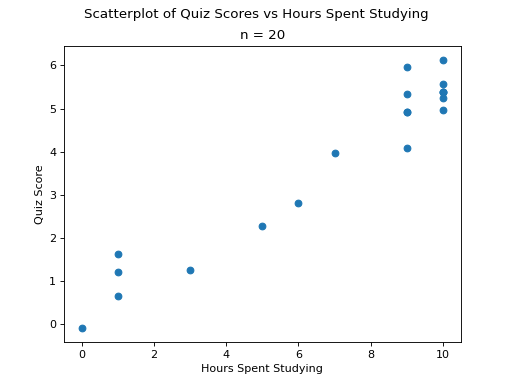 Scatterplot of Quiz Scores vs Hours Spent Studying
n = 20
6
5
4
3
2
1
0
Quiz Score
0 2 4 6 8 10
Hours Spent Studying